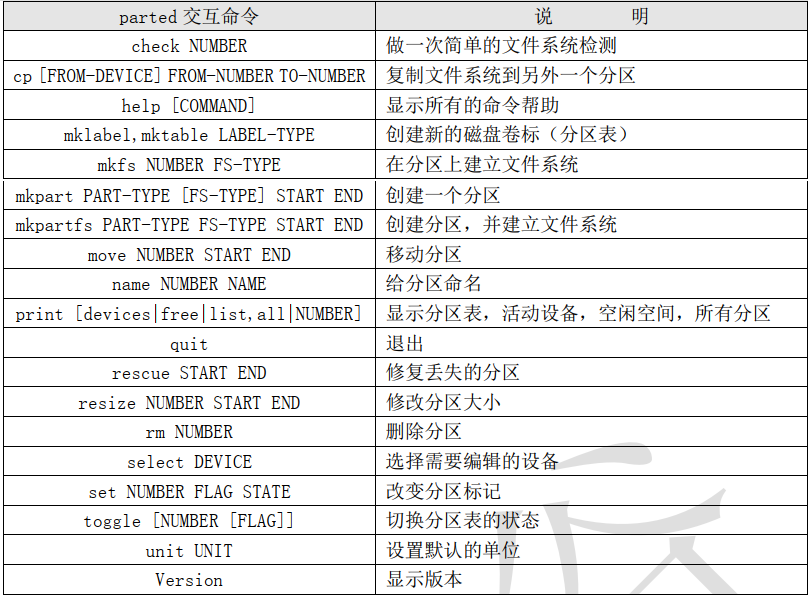 parted 交互命令 说 明
check NUMBER 做一次简单的文件系统检测
cp [FROM-DEVICE] FROM-NUMBER TO-NUMBER 复制文件系统到另外一个分区
help [COMMAND] 显示所有的命令帮助
mklabel,mktable LABEL-TYPE 创建新的磁盘卷标（分区表）
mkfs NUMBER FS-TYPE 在分区上建立文件系统
mkpart PART-TYPE [FS-TYPE] START END 创建一个分区
mkpartfs PART-TYPE FS-TYPE START END 创建分区，并建立文件系统
move NUMBER START END 移动分区
name NUMBER NAME 给分区命名
print [devices|free|list,all|NUMBER] 显示分区表，活动设备，空闲空间，所有分区
quit 退出
rescue START END 修复丢失的分区
resize NUMBER START END 修改分区大小
rm NUMBER 删除分区
select DEVICE 选择需要编辑的设备
set NUMBER FLAG STATE 改变分区标记
toggle [NUMBER [FLAG]] 切换分区表的状态
unit UNIT 设置默认的单位
Version 显示版本